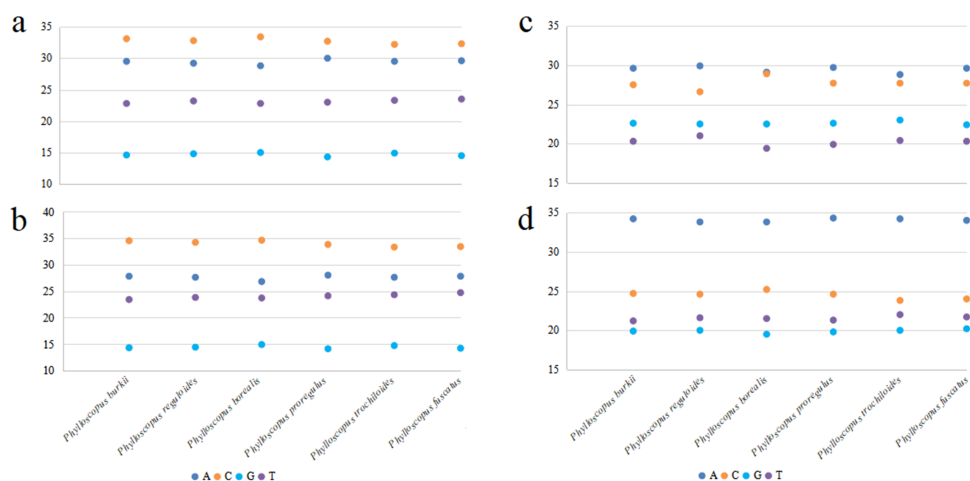 a
35
30
25
20
15
10
b
40
35
30
25
20
15
10
Phylloscopus burkii
Phylloscopus reguloides
Phylloscopus borealis
Phylloscopus proregulus
Phylloscopus trochiloides
Phylloscopus fuscatus
A C G T
c
35
30
25
20
15
d
35
30
25
20
15
Phylloscopus burkii
Phylloscopus reguloides
Phylloscopus borealis
Phylloscopus proregulus
Phylloscopus trochiloides
Phylloscopus fuscatus
A C G T